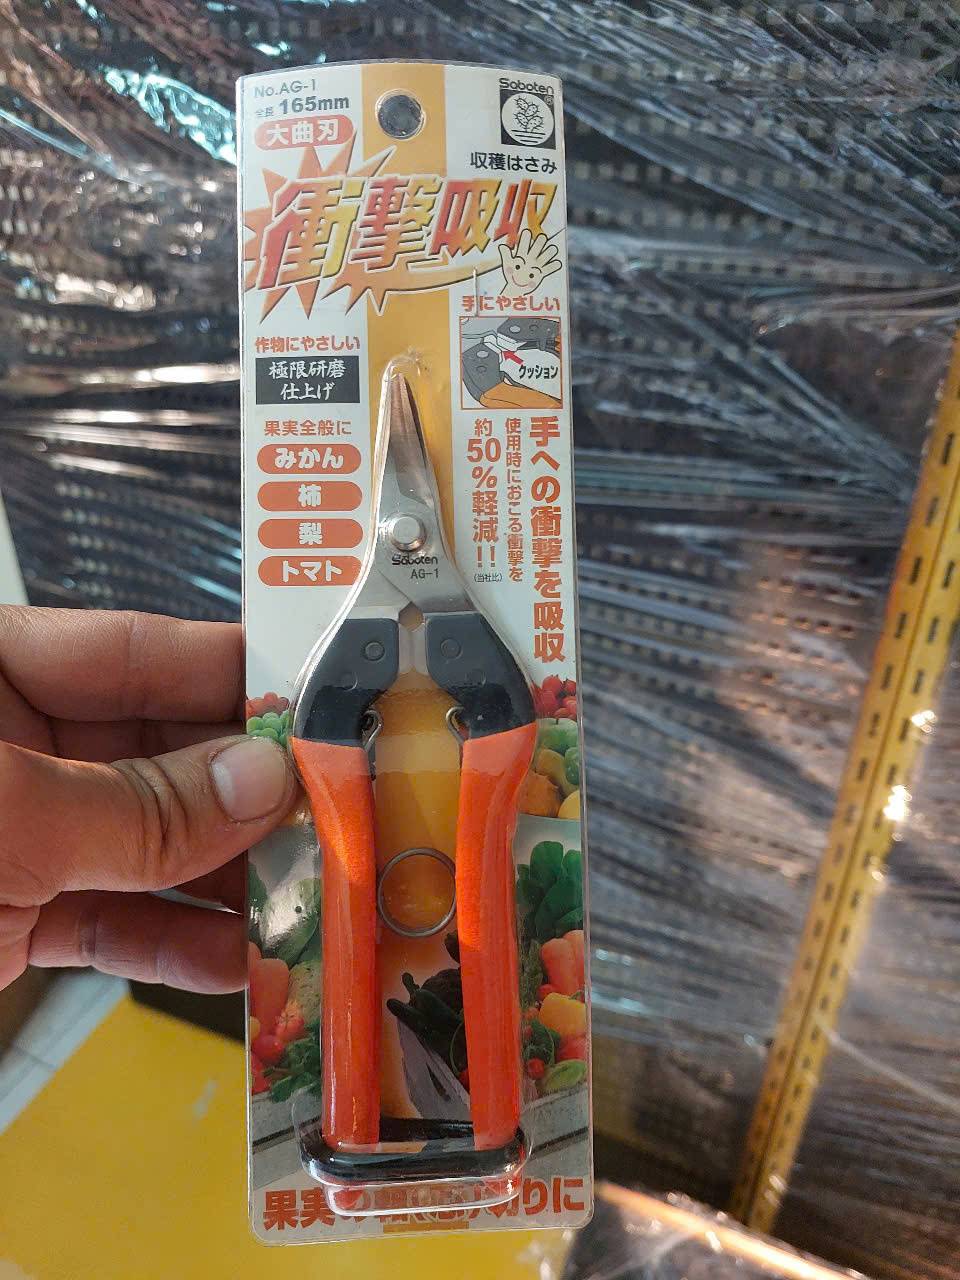 No.AG-1
全長 165mm
大曲刃
Saboten
®
収穫はさみ
衝撃吸収
手にやさしい
クッション
作物にやさしい
極限研磨
仕上げ
果実全般に
みかん
柿
梨
トマト
手への衝撃を吸収
使用時におこる衝撃を
約50%軽減!!
(当社比)
Saboten
AG-1
果実の
切りに